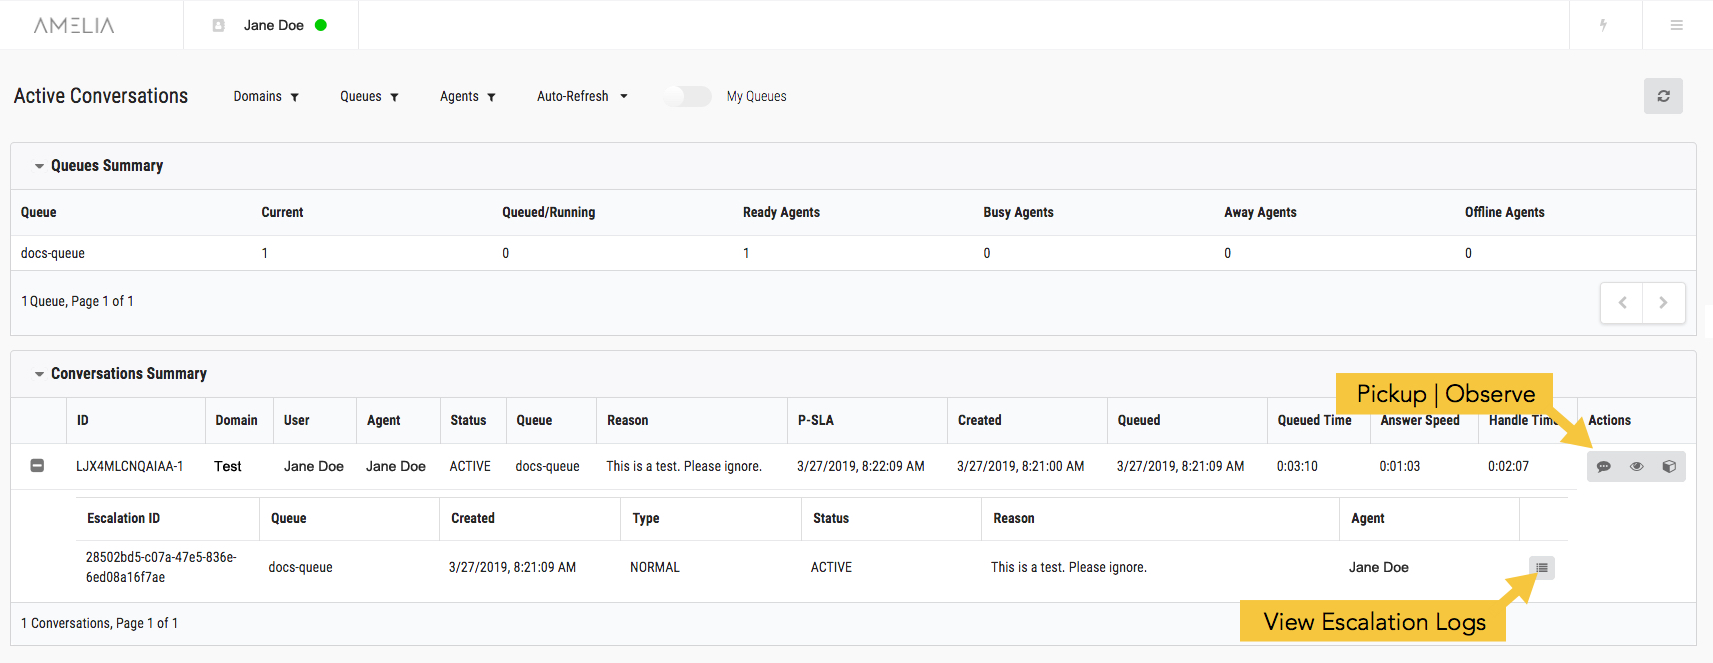 AMELIA
Jane Doe
Active Conversations
Domains
Queues
Agents
Auto-Refresh
My Queues
Queues Summary
Queue Current Queued/Running Ready Agents Busy Agents Away Agents Offline Agents
docs-queue 1 0 1 0 0 0
1 Queue, Page 1 of 1
Conversations Summary
Pickup | Observe
ID Domain User Agent Status Queue Reason P-SLA Created Queued Queued Time Answer Speed Handle Time Actions
LJX4MLCNQAIAA-1 Test Jane Doe Jane Doe ACTIVE docs-queue This is a test. Please ignore. 3/27/2019, 8:22:09 AM 3/27/2019, 8:21:00 AM 3/27/2019, 8:21:09 AM 0:03:10 0:01:03 0:02:07
Escalation ID Queue Created Type Status Reason Agent
28502bd5-c07a-47e5-836e-
6ed08a16f7ae docs-queue 3/27/2019, 8:21:09 AM NORMAL ACTIVE This is a test. Please ignore. Jane Doe
View Escalation Logs
1 Conversations, Page 1 of 1